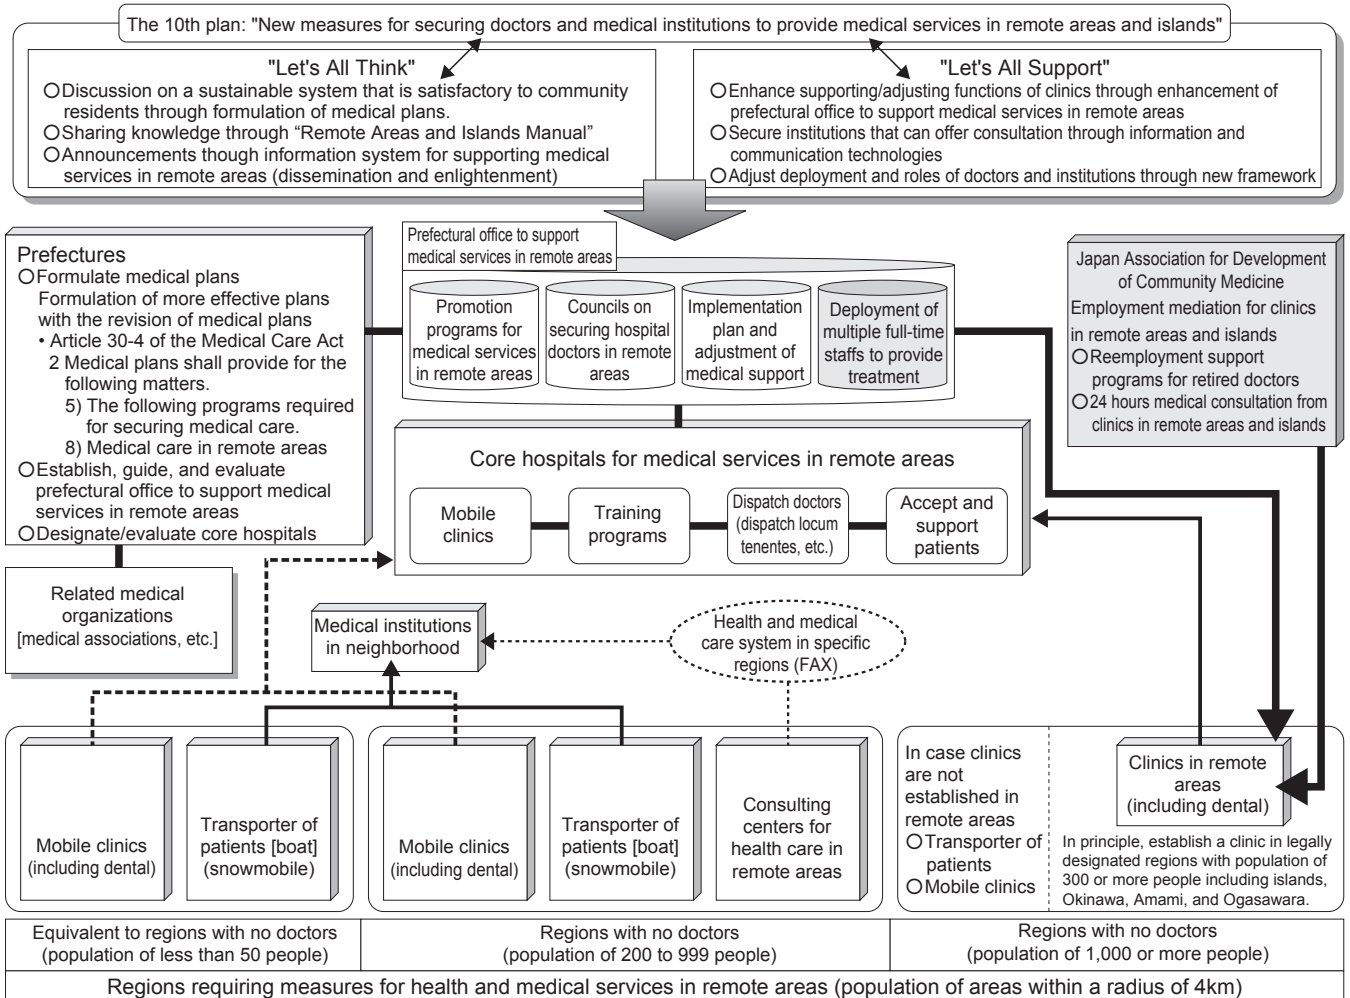 The 10th plan: "New measures for securing doctors and medical institutions to provide medical services in remote areas and islands"
"Let's All Think"
○Discussion on a sustainable system that is satisfactory to community
residents through formulation of medical plans.
○Sharing knowledge through “Remote Areas and Islands Manual”
○Announcements though information system for supporting medical
services in remote areas (dissemination and enlightenment)
"Let's All Support"
○Enhance supporting/adjusting functions of clinics through enhancement of
prefectural office to support medical services in remote areas
○Secure institutions that can offer consultation through information and
communication technologies
○Adjust deployment and roles of doctors and institutions through new framework
Prefectures
○Formulate medical plans
Formulation of more effective plans
with the revision of medical plans
• Article 30-4 of the Medical Care Act
2 Medical plans shall provide for the
following matters.
5) The following programs required
for securing medical care.
8) Medical care in remote areas
○Establish, guide, and evaluate
prefectural office to support medical
services in remote areas
○Designate/evaluate core hospitals
Related medical
organizations
[medical associations, etc.]
Prefectural office to support
medical services in remote areas
Promotion
programs for
medical services
in remote areas
Councils on
securing hospital
doctors in remote
areas
Implementation
plan and
adjustment of
medical support
Deployment of
multiple full-time
staffs to provide
treatment
Japan Association for Development
of Community Medicine
Employment mediation for clinics
in remote areas and islands
○Reemployment support
programs for retired doctors
○24 hours medical consultation from
clinics in remote areas and islands
Core hospitals for medical services in remote areas
Mobile
clinics
Training
programs
Dispatch doctors
(dispatch locum
tenentes, etc.)
Accept and
support
patients
Medical institutions
in neighborhood
Health and medical
care system in specific
regions (FAX)
Mobile clinics
(including dental)
Transporter of
patients [boat]
(snowmobile)
Mobile clinics
(including dental)
Transporter of
patients [boat]
(snowmobile)
Consulting
centers for
health care in
remote areas
In case clinics
are not
established in
remote areas
○Transporter of
patients
○Mobile clinics
Clinics in remote
areas
(including dental)
In principle, establish a clinic in legally
designated regions with population of
300 or more people including islands,
Okinawa, Amami, and Ogasawara.
Equivalent to regions with no doctors
(population of less than 50 people)
Regions with no doctors
(population of 200 to 999 people)
Regions with no doctors
(population of 1,000 or more people)
Regions requiring measures for health and medical services in remote areas (population of areas within a radius of 4km)